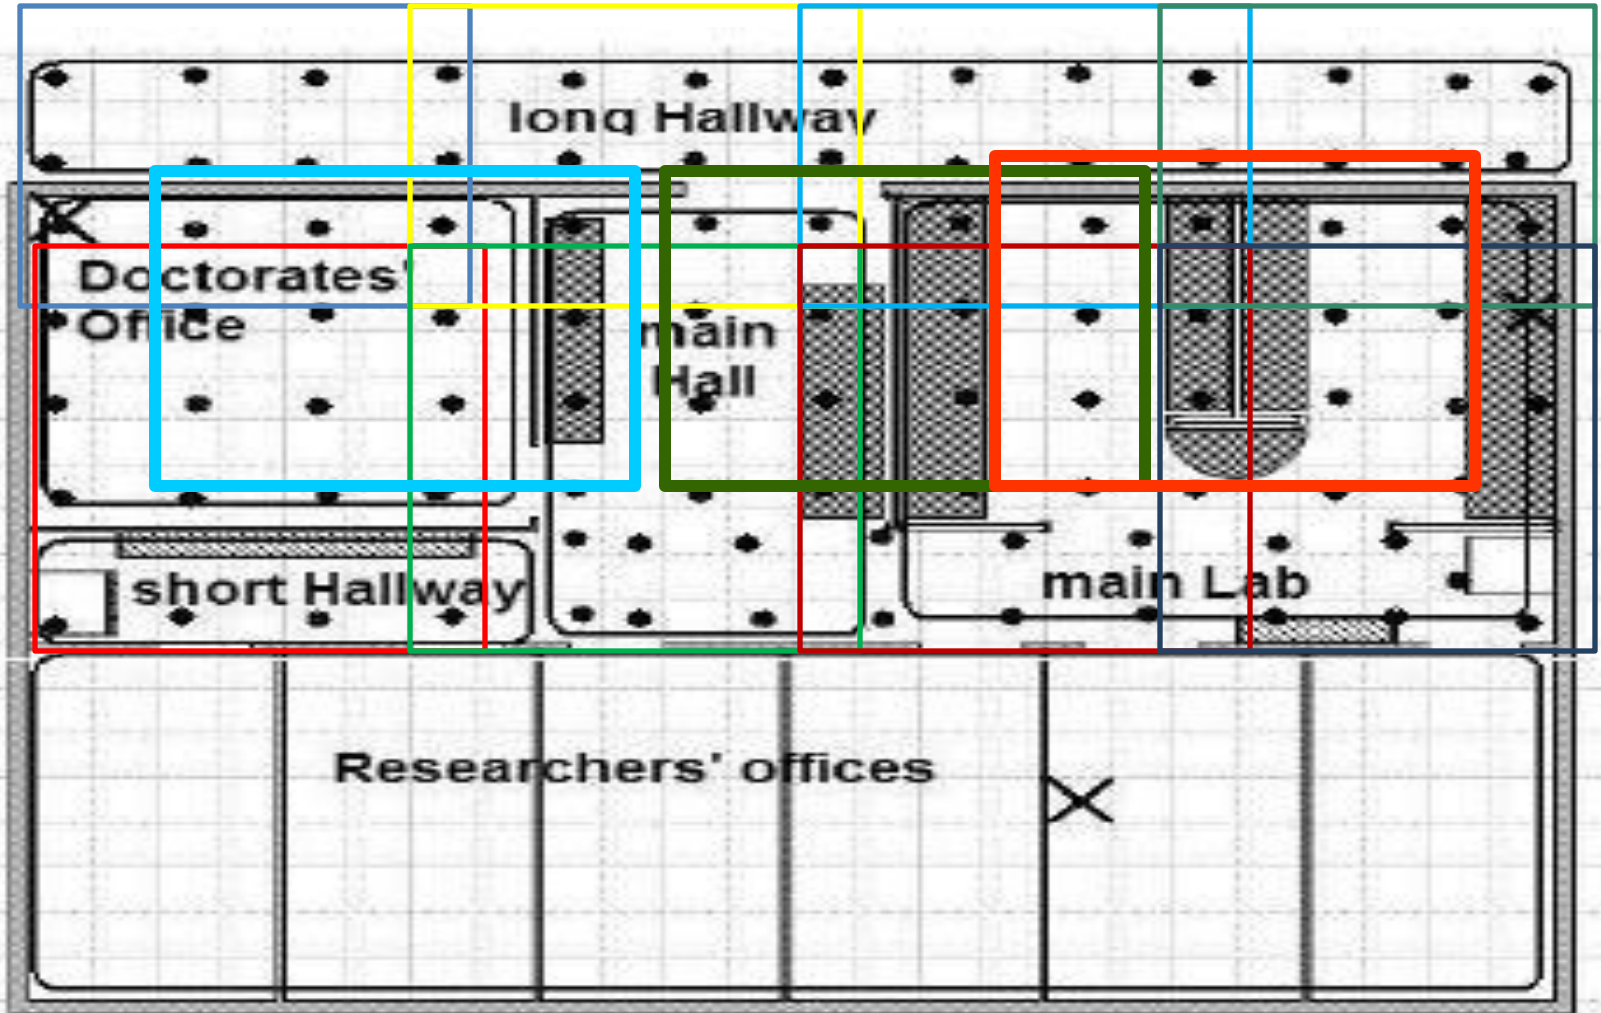 long Hallway
Doctorates'
Office
main
Hall
short Hallway
main Lab
Researchers' offices